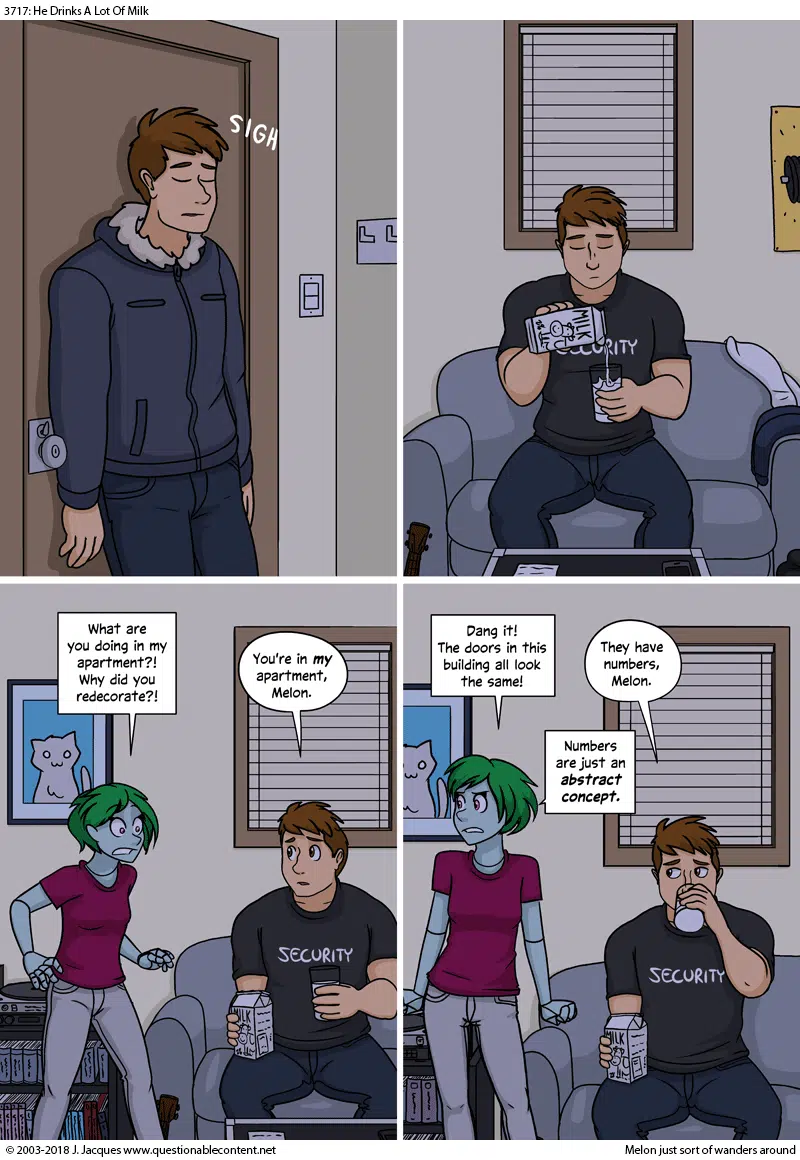 3717: He Drinks A Lot Of Milk
SIGH
MILK
SECURITY
What are
you doing in my
apartment?!
Why did you
redecorate?!
You're in my
apartment,
Melon.
SECURITY
MILK
Dang it!
The doors in this
building all look
the same!
They have
numbers,
Melon.
Numbers
are just an
abstract
concept.
SECURITY
MILK
© 2003-2018 J. Jacques www.questionablecontent.net
Melon just sort of wanders around